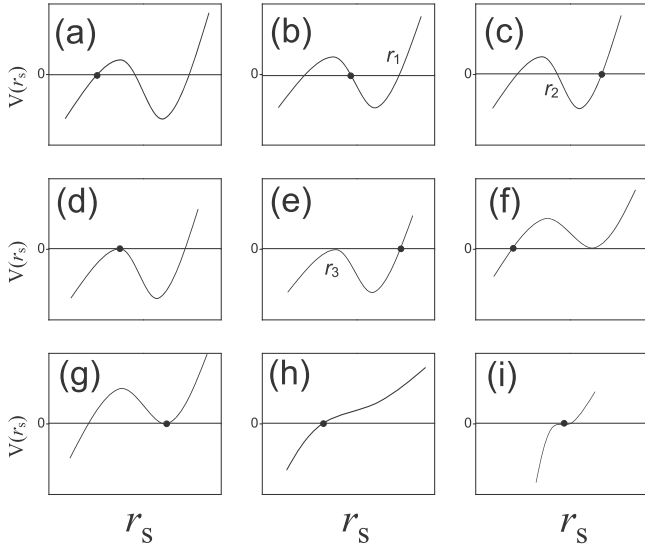 (a) (b) (c)
V(rs) 0 0 r1 0 r2
(d) (e) (f)
V(rs) 0 0 r3 0
(g) (h) (i)
V(rs) 0 0 0
rs rs rs